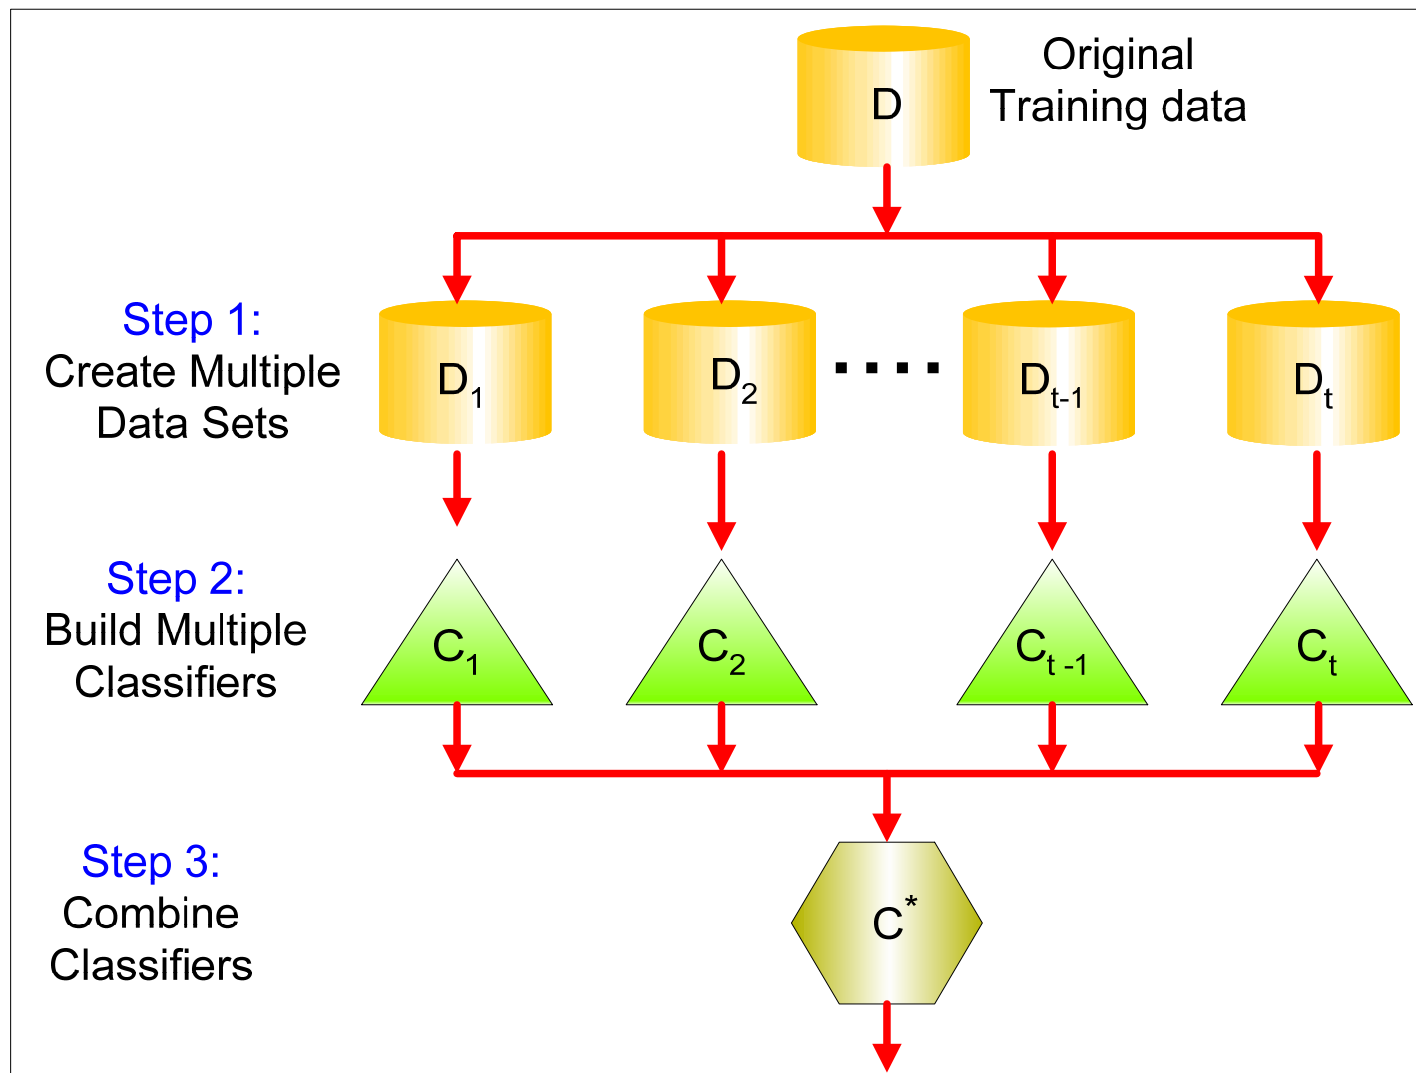 D
Original
Training data
Step 1:
Create Multiple
Data Sets
D1
D2
....
Dt-1
Dt
Step 2:
Build Multiple
Classifiers
C1
C2
Ct -1
Ct
Step 3:
Combine
Classifiers
C*